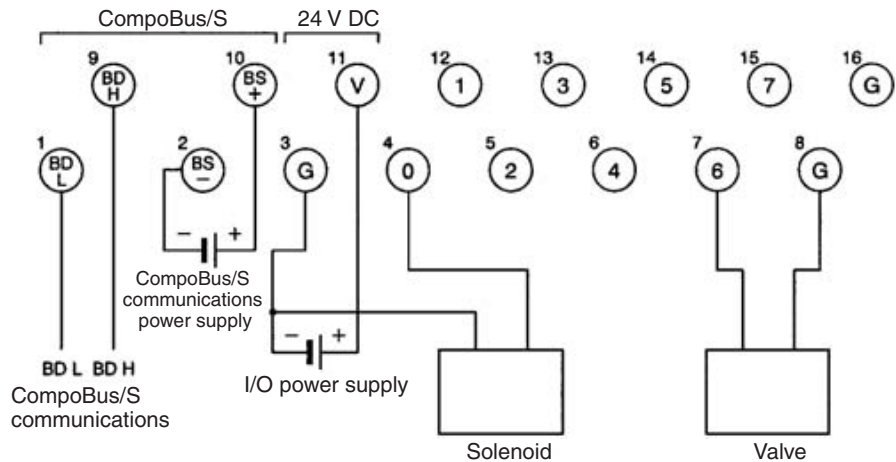 CompoBus/S 24 V DC
9 10 11 12 13 14 15 16
BD H BS + V 1 3 5 7 G
1 2 3 4 5 6 7 8
BD L BS – G 0 2 4 6 G
– +
CompoBus/S
communications
power supply
– +
BD L BD H
I/O power supply
CompoBus/S
communications
Solenoid Valve